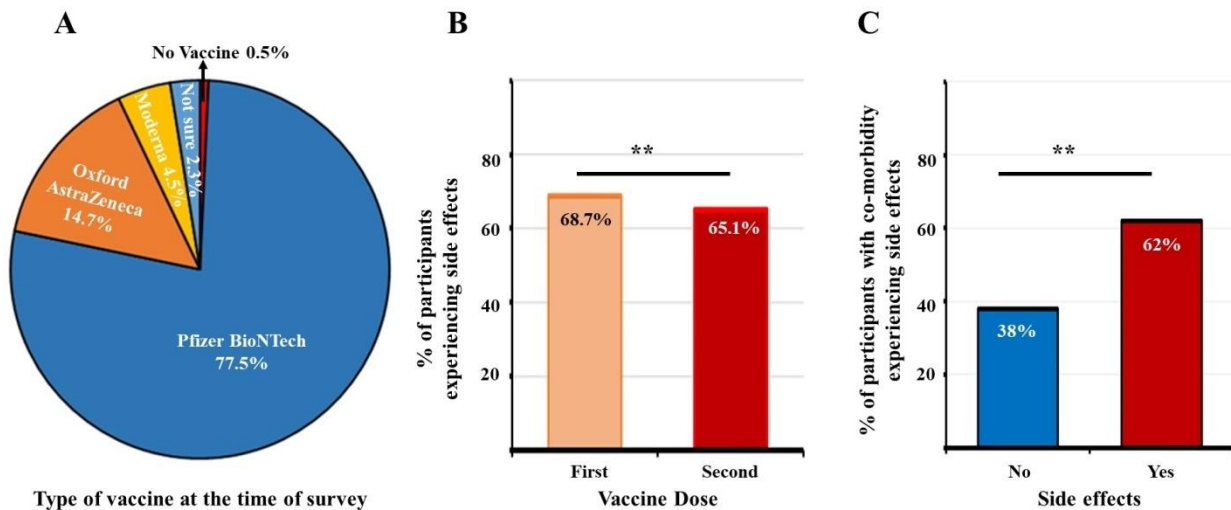 A
No Vaccine 0.5%
Not sure 2.3%
Moderna 4.5%
Oxford
AstraZeneca
14.7%
Pfizer BioNTech
77.5%
Type of vaccine at the time of survey
B
% of participants
experiencing side effects
80
60
40
20
**
68.7%
65.1%
First
Second
Vaccine Dose
C
% of participants with co-morbidity
experiencing side effects
80
60
40
20
**
38%
62%
No
Yes
Side effects